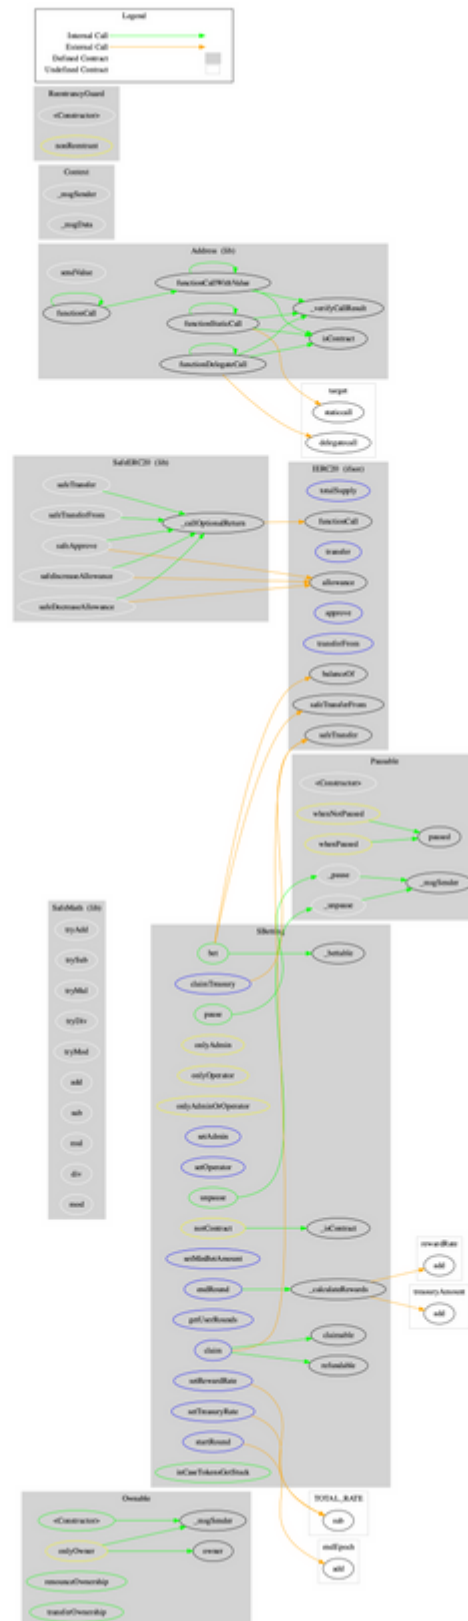 Legend
Internal Call
External Call
Defined Contract
Undefined Contract
ReentrancyGuard
<Constructor>
nonReentrant
Context
_msgSender
_msgData
Address (lib)
sendValue
functionCall
functionCallWithValue
functionStaticCall
functionDelegateCall
_verifyCallResult
isContract
target
staticcall
delegatecall
SafeERC20 (lib)
safeTransfer
safeTransferFrom
safeApprove
safeIncreaseAllowance
safeDecreaseAllowance
_callOptionalReturn
IERC20 (iface)
totalSupply
functionCall
transfer
allowance
approve
transferFrom
balanceOf
safeTransferFrom
safeTransfer
Pausable
<Constructor>
whenNotPaused
whenPaused
_pause
_unpause
paused
_msgSender
SafeMath (lib)
tryAdd
trySub
tryMul
tryDiv
tryMod
add
sub
mul
div
mod
SBetting
bet
claimTreasury
pause
onlyAdmin
onlyOperator
onlyAdminOrOperator
setAdmin
setOperator
unpause
notContract
setMinBetAmount
endRound
getUserRounds
claim
setRewardRate
setTreasuryRate
startRound
inCaseTokensGetStuck
_bettable
_isContract
_calculateRewards
claimable
refundable
rewardRate
add
treasuryAmount
add
TOTAL_RATE
sub
endEpoch
add
Ownable
<Constructor>
onlyOwner
renounceOwnership
transferOwnership
_msgSender
owner